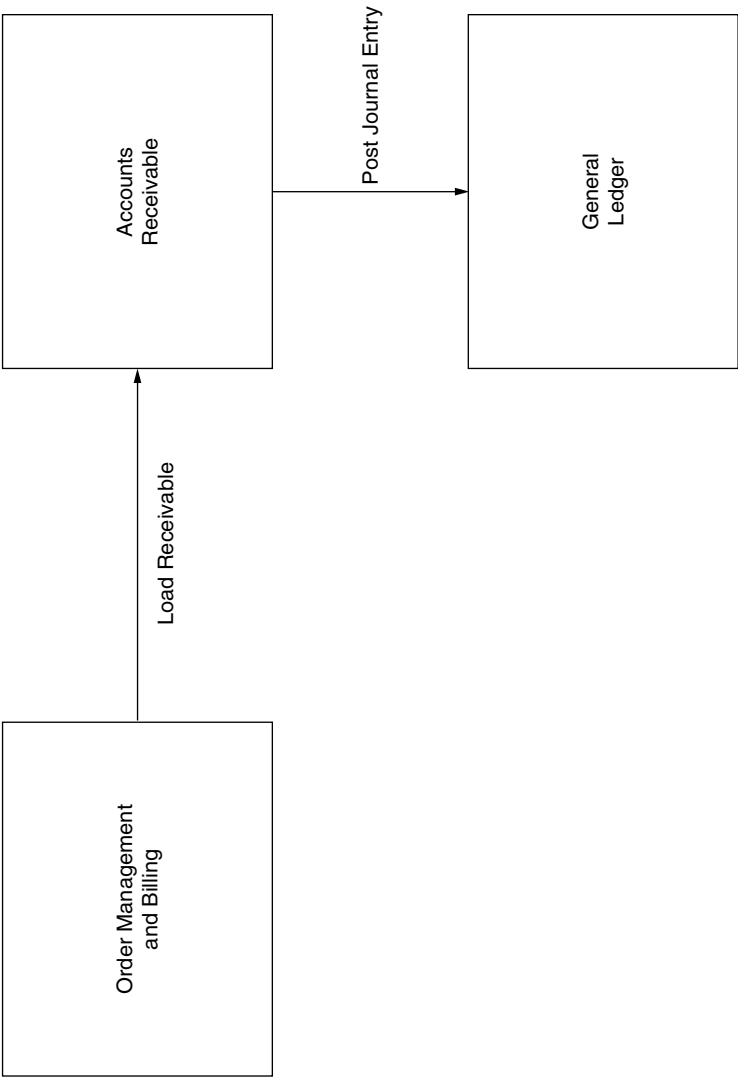 Order Management
and Billing
Load Receivable
Accounts
Receivable
Post Journal Entry
General
Ledger